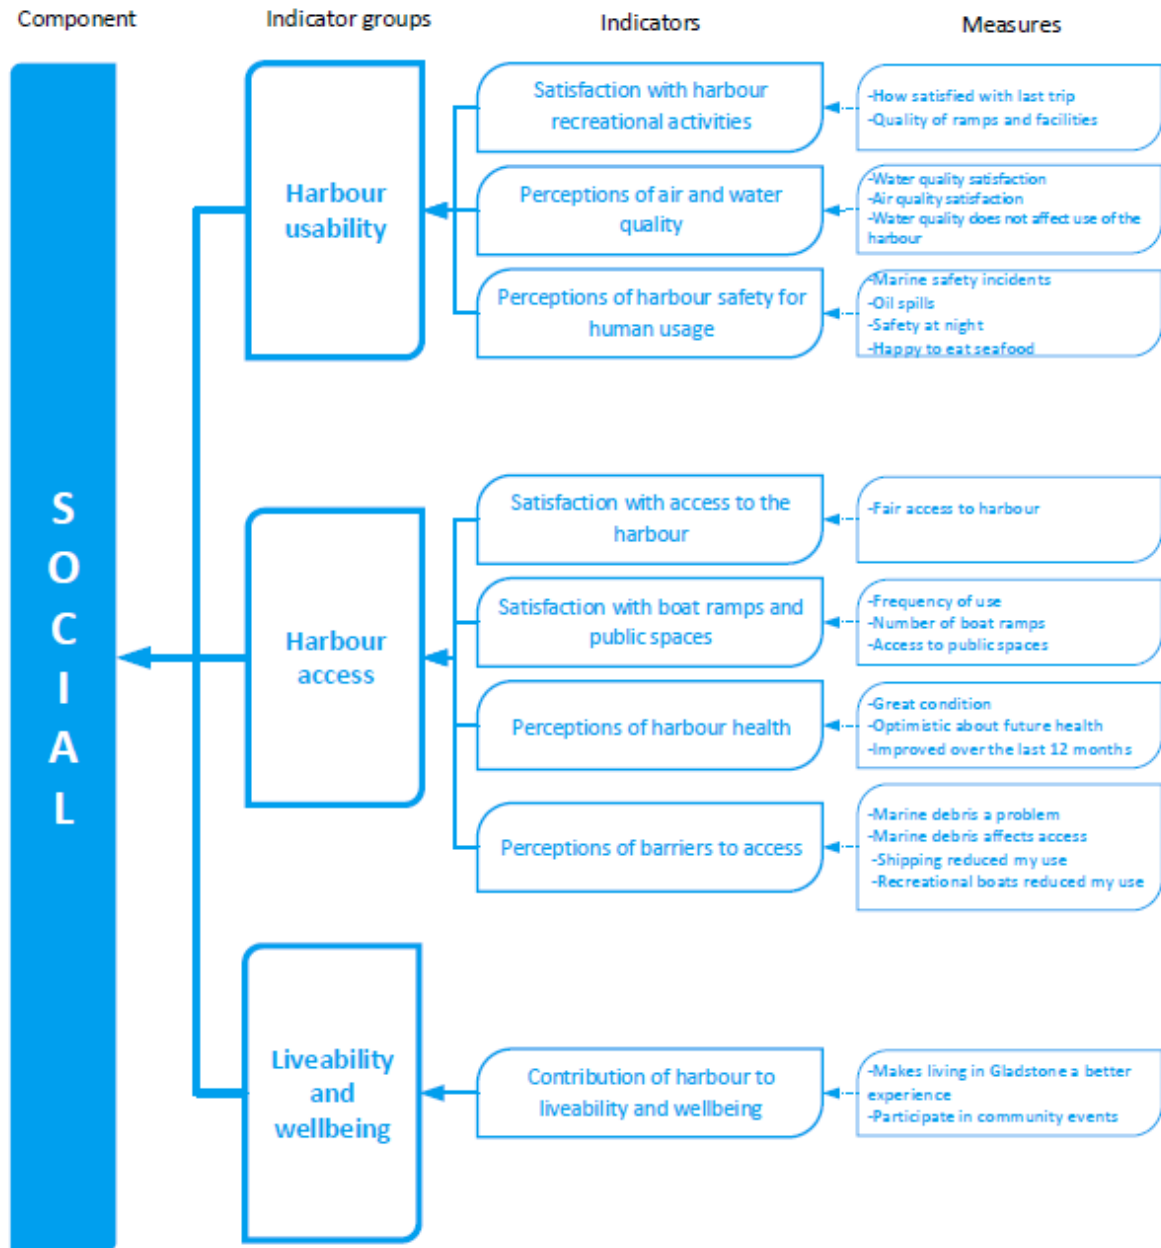 Component
Indicator groups
Indicators
Measures
S
O
C
I
A
L
Harbour
usability
Satisfaction with harbour
recreational activities
-How satisfied with last trip
-Quality of ramps and facilities
Perceptions of air and water
quality
-Water quality satisfaction
-Air quality satisfaction
-Water quality does not affect use of the
harbour
Perceptions of harbour safety for
human usage
-Marine safety incidents
-Oil spills
-Safety at night
-Happy to eat seafood
Harbour
access
Satisfaction with access to the
harbour
-Fair access to harbour
Satisfaction with boat ramps and
public spaces
-Frequency of use
-Number of boat ramps
-Access to public spaces
Perceptions of harbour health
-Great condition
-Optimistic about future health
-Improved over the last 12 months
Perceptions of barriers to access
-Marine debris a problem
-Marine debris affects access
-Shipping reduced my use
-Recreational boats reduced my use
Liveability
and
wellbeing
Contribution of harbour to
liveability and wellbeing
-Makes living in Gladstone a better
experience
-Participate in community events